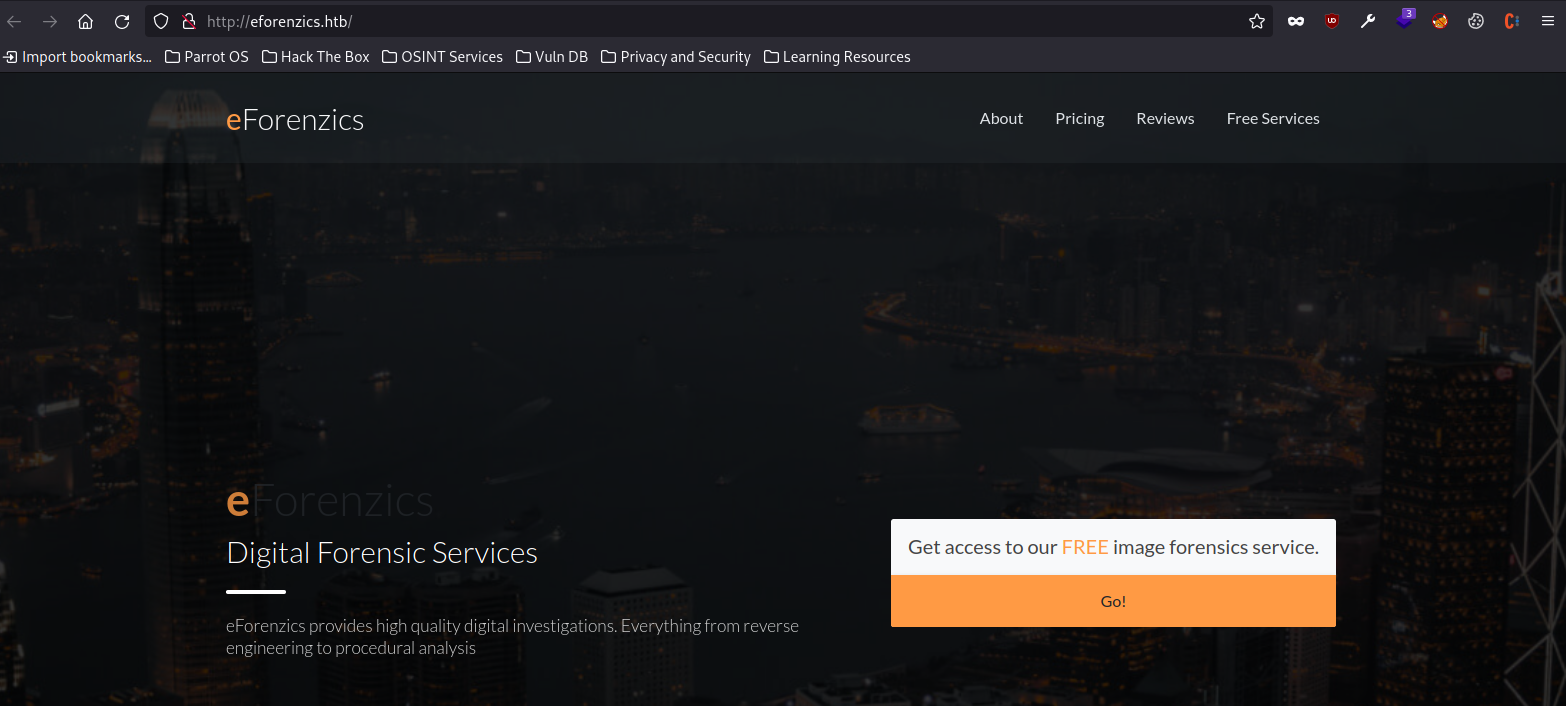 http://eforenzics.htb/
3
Import bookmarks... Parrot OS Hack The Box OSINT Services Vuln DB Privacy and Security Learning Resources
eForenzics About Pricing Reviews Free Services
eForenzics
Digital Forensic Services
eForenzics provides high quality digital investigations. Everything from reverse
engineering to procedural analysis
Get access to our FREE image forensics service.
Go!